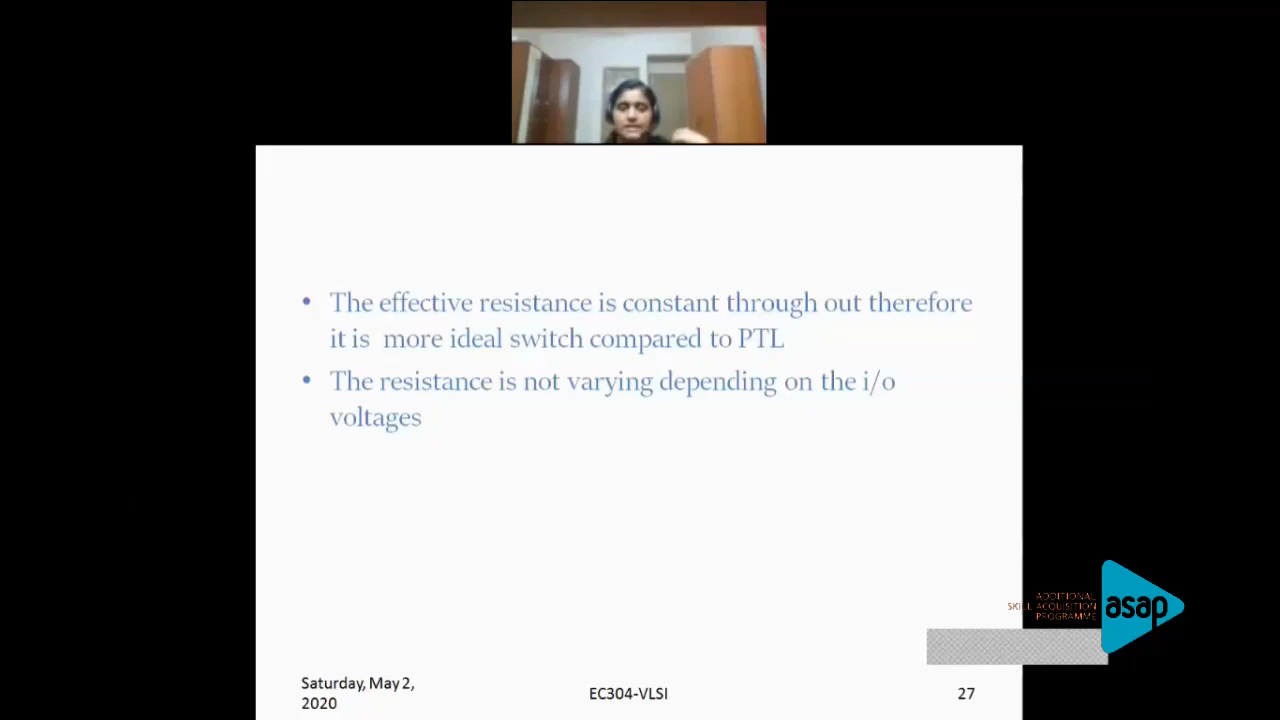 • The effective resistance is constant through out therefore
it is more ideal switch compared to PTL
• The resistance is not varying depending on the i/o
voltages
ADDITIONAL
SKILL ACQUISITION
PROGRAMME
asap
Saturday, May 2,
2020
EC304-VLSI
27